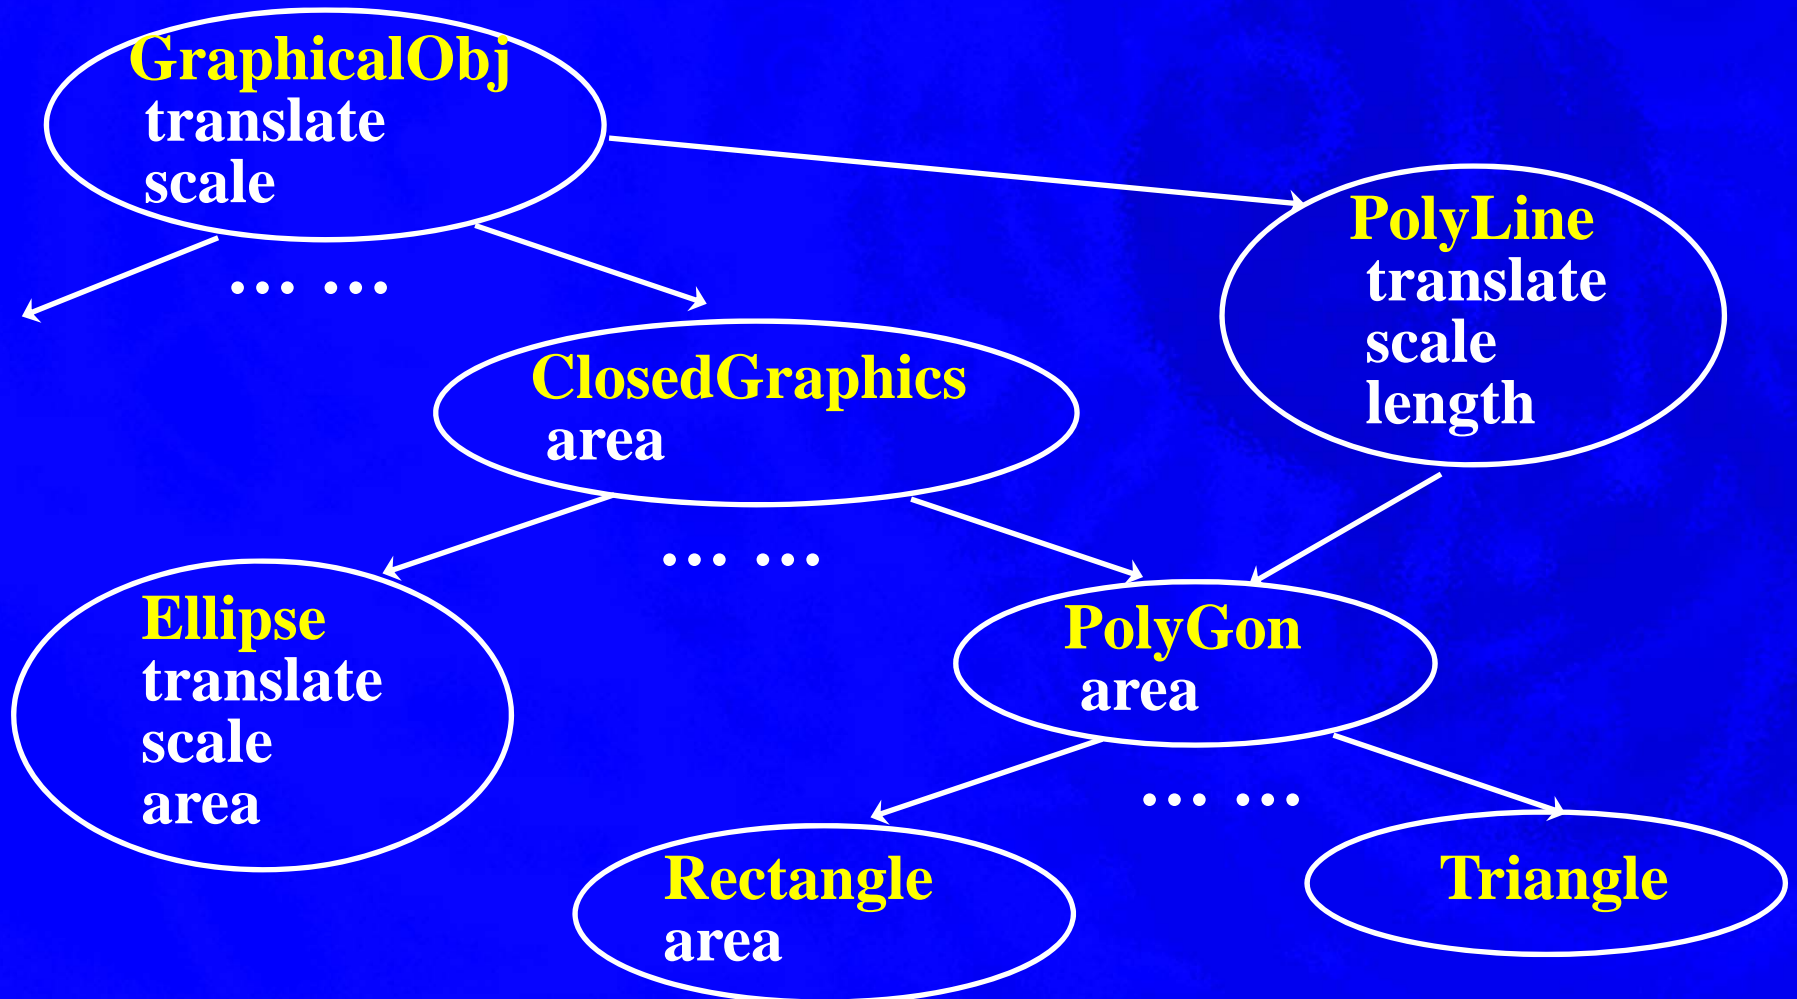 GraphicalObj
translate
scale
... ...
PolyLine
translate
scale
length
ClosedGraphics
area
... ...
Ellipse
translate
scale
area
PolyGon
area
... ...
Rectangle
area
Triangle